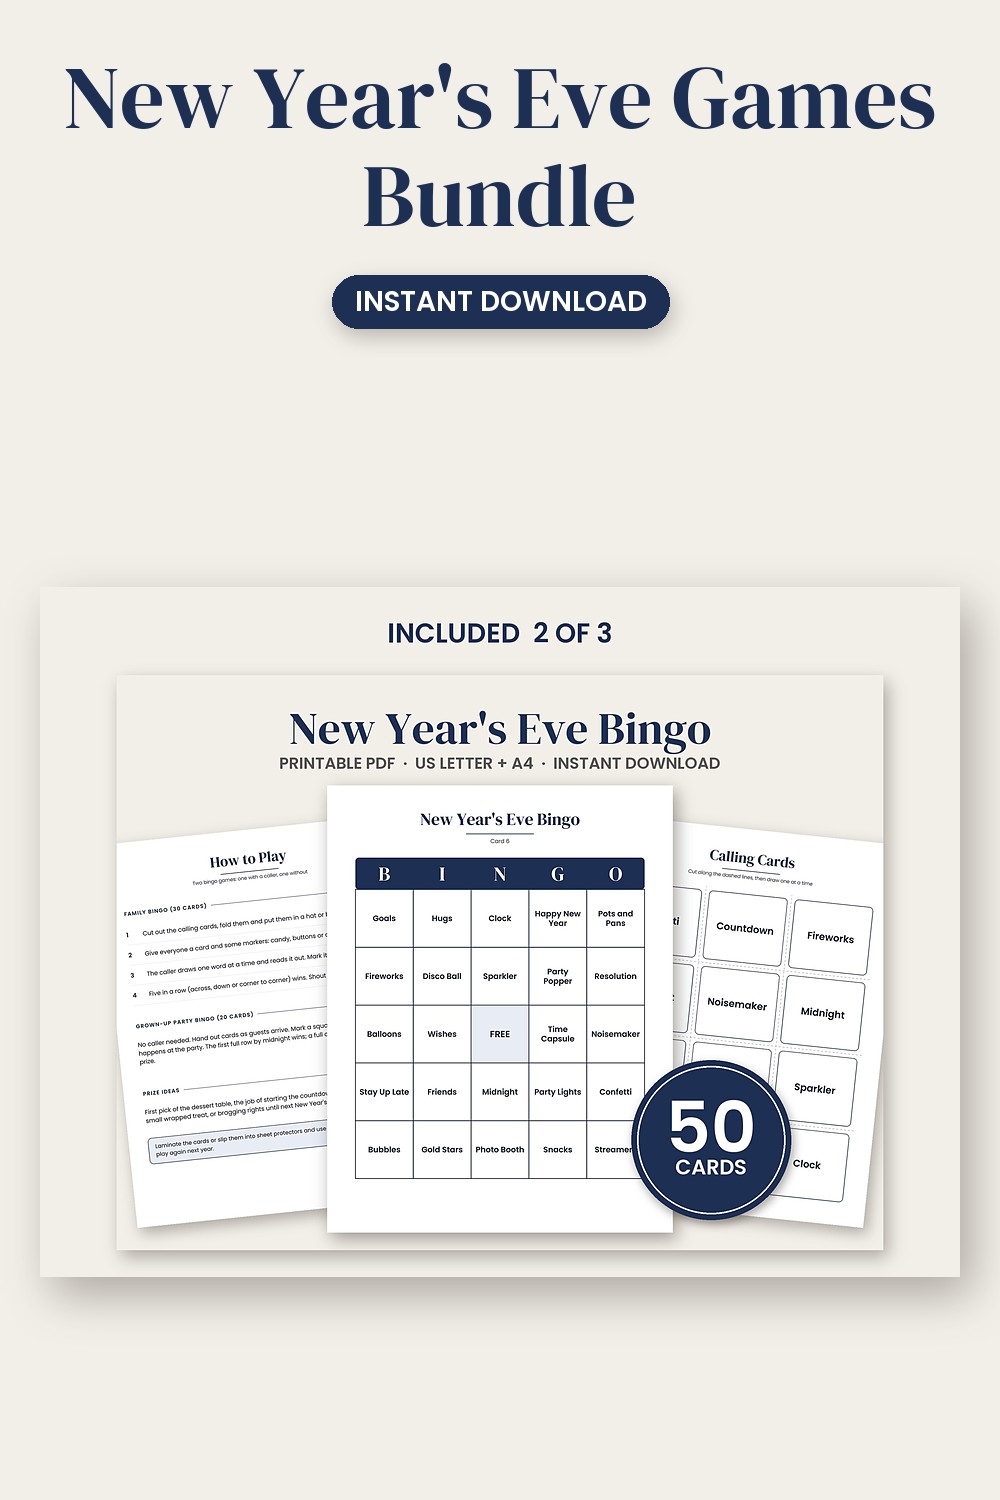 New Year's Eve Games
Bundle
INSTANT DOWNLOAD
INCLUDED 2 OF 3
New Year's Eve Bingo
PRINTABLE PDF · US LETTER + A4 · INSTANT DOWNLOAD
How to Play
Two bingo games: one with a caller, one without
FAMILY BINGO (30 CARDS)
1 Cut out the calling cards, fold them and put them in a hat or
2 Give everyone a card and some markers: candy, buttons or
3 The caller draws one word at a time and reads it out. Mark it
4 Five in a row (across, down or corner to corner) wins. Shout
GROWN-UP PARTY BINGO (20 CARDS)
No caller needed. Hand out cards as guests arrive. Mark a
happens at the party. The first full row by midnight wins; a full
prize.
PRIZE IDEAS
First pick of the dessert table, the job of starting the
small wrapped treat, or bragging rights until next New Year's
Laminate the cards or slip them into sheet protectors and use
play again next year.
New Year's Eve Bingo
Card 6
B I N G O
Goals Hugs Clock Happy New Year Pots and Pans
Fireworks Disco Ball Sparkler Party Popper Resolution
Balloons Wishes FREE Time Capsule Noisemaker
Stay Up Late Friends Midnight Party Lights Confetti
Bubbles Gold Stars Photo Booth Snacks Streamer
Calling Cards
Cut along the dashed lines, then draw one at a time
ti Countdown Fireworks
Noisemaker Midnight
Sparkler
Clock
50
CARDS